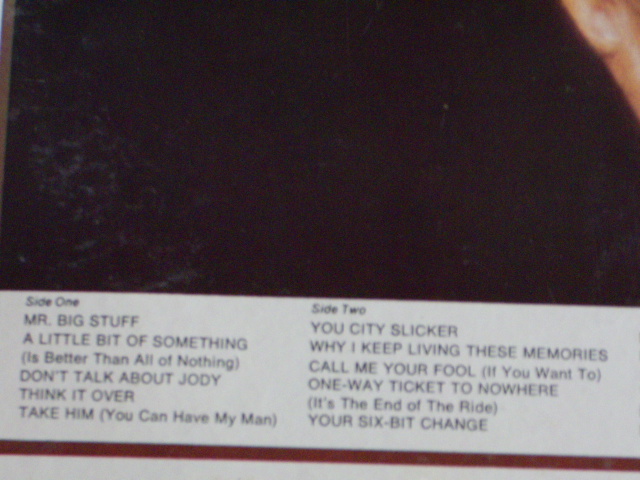 Side One
MR. BIG STUFF
A LITTLE BIT OF SOMETHING
(Is Better Than All of Nothing)
DON'T TALK ABOUT JODY
THINK IT OVER
TAKE HIM (You Can Have My Man)
Side Two
YOU CITY SLICKER
WHY I KEEP LIVING THESE MEMORIES
CALL ME YOUR FOOL (If You Want To)
ONE-WAY TICKET TO NOWHERE
(It's The End of The Ride)
YOUR SIX-BIT CHANGE